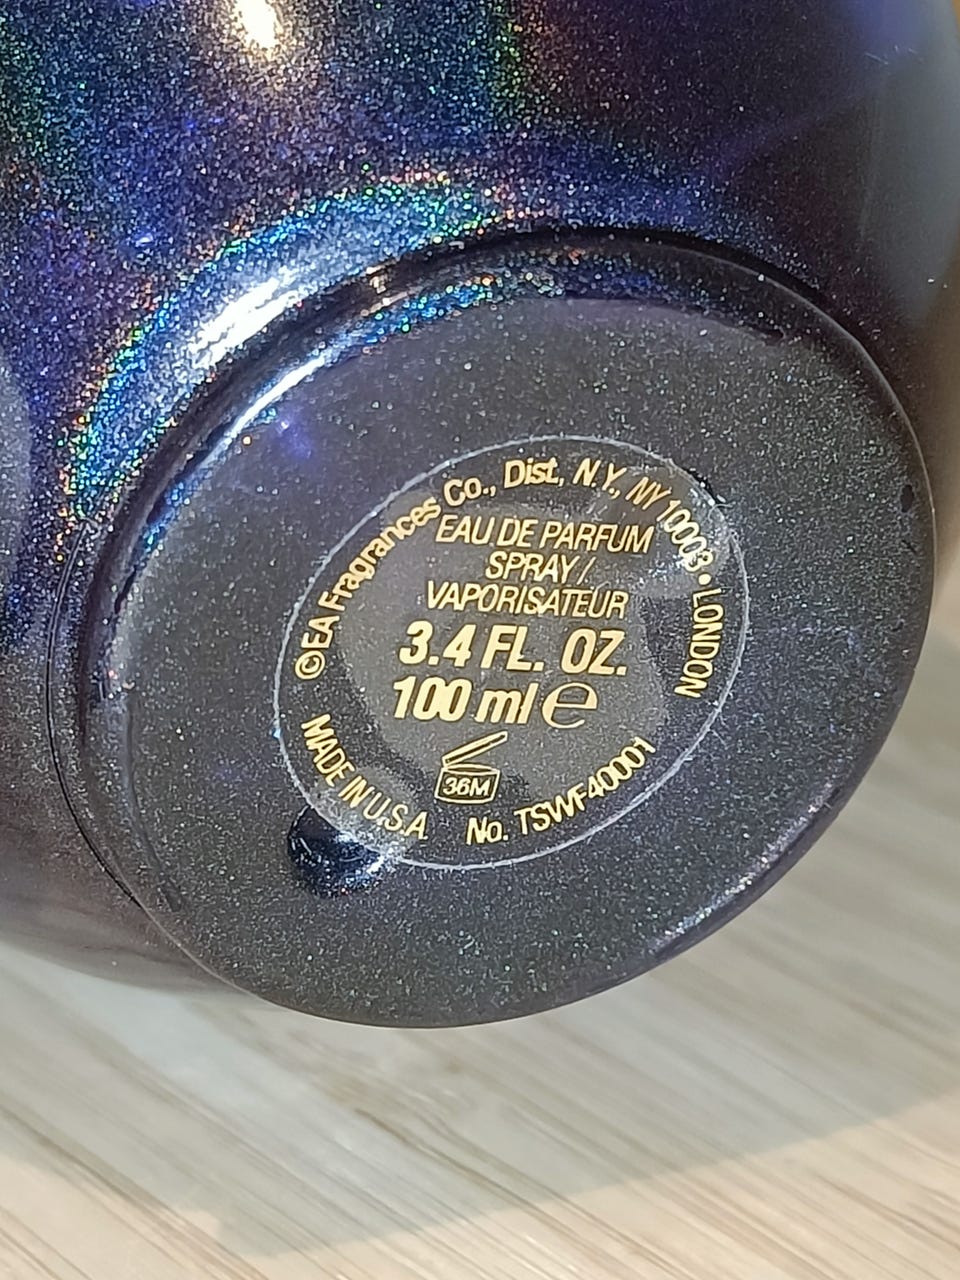 ©EA Fragrances Co., Dist, N.Y., NY 10003 • LONDON
EAU DE PARFUM
SPRAY/
VAPORISATEUR
3.4 FL. OZ.
100 ml ℮
36M
MADE IN U.S.A.
No. TSWF40001